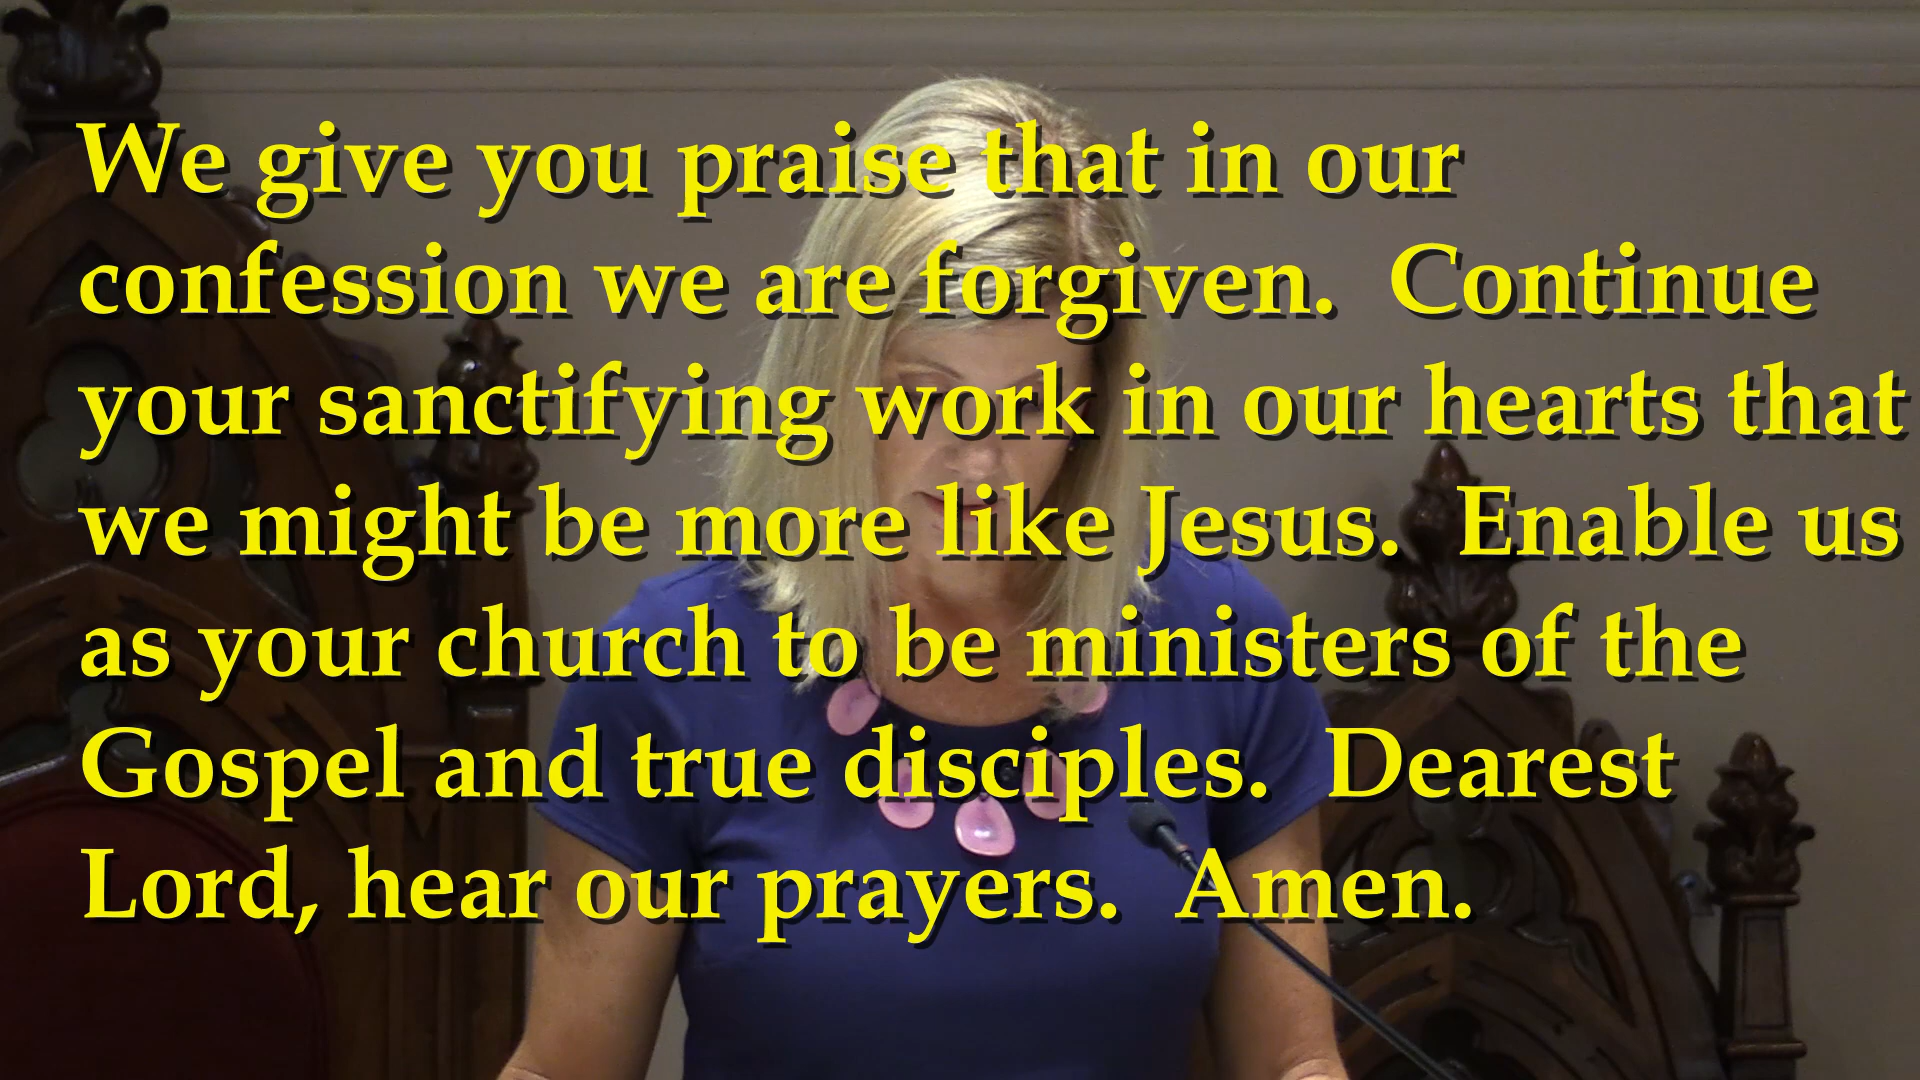 We give you praise that in our
confession we are forgiven.  Continue
your sanctifying work in our hearts that
we might be more like Jesus.  Enable us
as your church to be ministers of the
Gospel and true disciples.  Dearest
Lord, hear our prayers.  Amen.